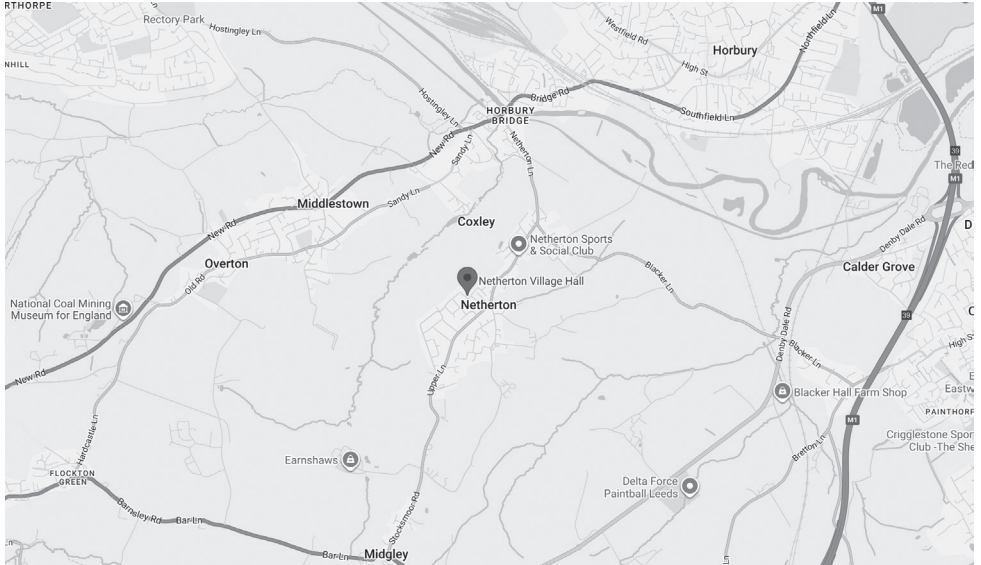 RTHORPE
Rectory Park
Hostingley Ln
NHILL
Westfield Rd
Horbury
High St
Northfield Ln
M1
Hostingley Ln
Bridge Rd
HORBURY
BRIDGE
Southfield Ln
New Rd
Sandy Ln
Netherton Ln
39
The Red
M1
Middlestown
Sandy Ln
Coxley
New Rd
Netherton Sports
& Social Club
Denby Dale Rd
D
Overton
Old Rd
Blacker Ln
Calder Grove
Netherton Village Hall
Netherton
National Coal Mining
Museum for England
39
C
Denby Dale Rd
High S
Blacker Ln
New Rd
Upper Ln
E
Eastw
Blacker Hall Farm Shop
PAINTHORP
M1
Hardcastle Ln
Crigglestone Spor
Club -The She
Bretton Ln
Earnshaws
FLOCKTON
GREEN
Delta Force
Paintball Leeds
Barnsley Rd
Bar Ln
Stocksmoor Rd
Bar Ln
Midgley